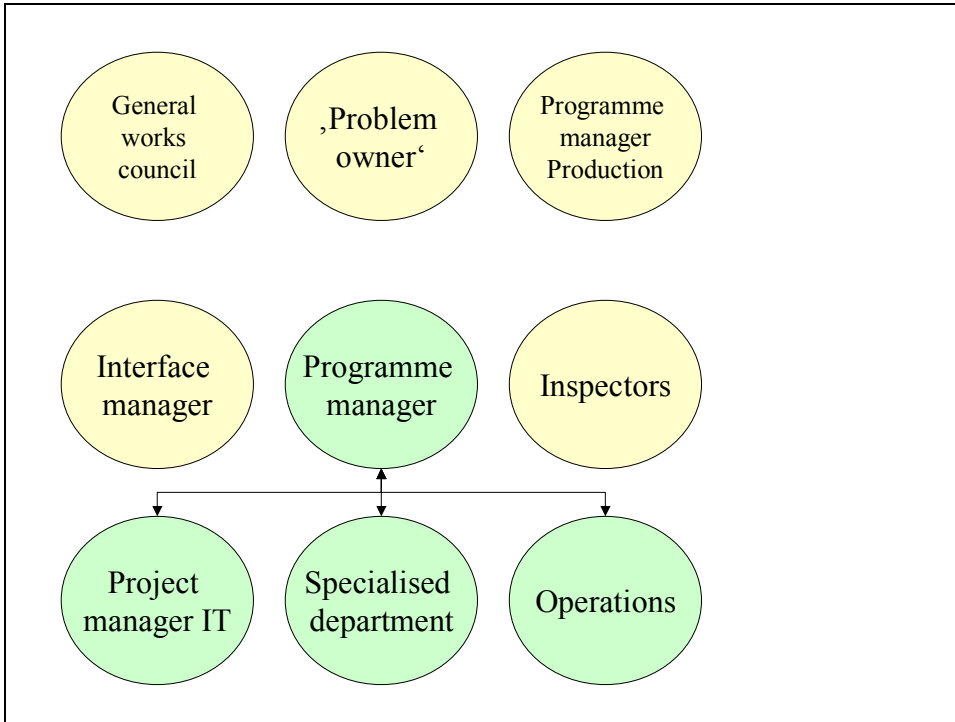 General
works
council
‚Problem
owner‘
Programme
manager
Production
Interface
manager
Programme
manager
Inspectors
Project
manager IT
Specialised
department
Operations